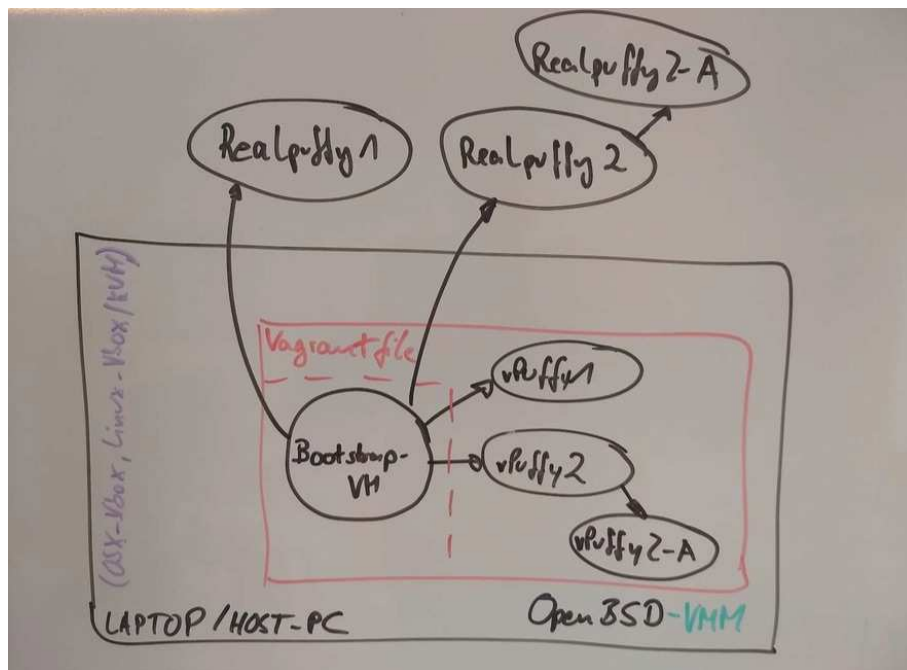 Realpuffy2-A
Realpuffy1
Realpuffy2
(OSX-Vbox, Linux-Vbox/KVM)
Vagrantfile
vPuffy1
Bootstrap-
VM
vPuffy2
vPuffy2-A
LAPTOP/HOST-PC
OpenBSD-VMM